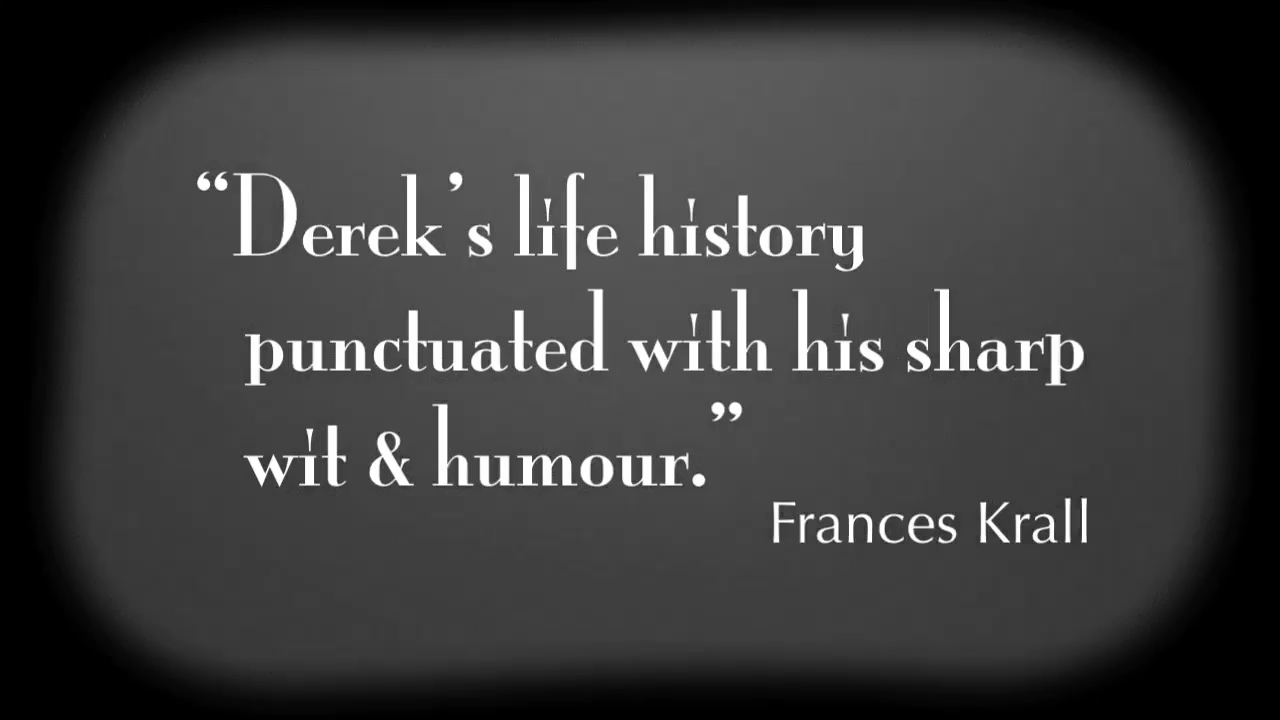 “Derek’s life history
punctuated with his sharp
wit & humour.”
Frances Krall